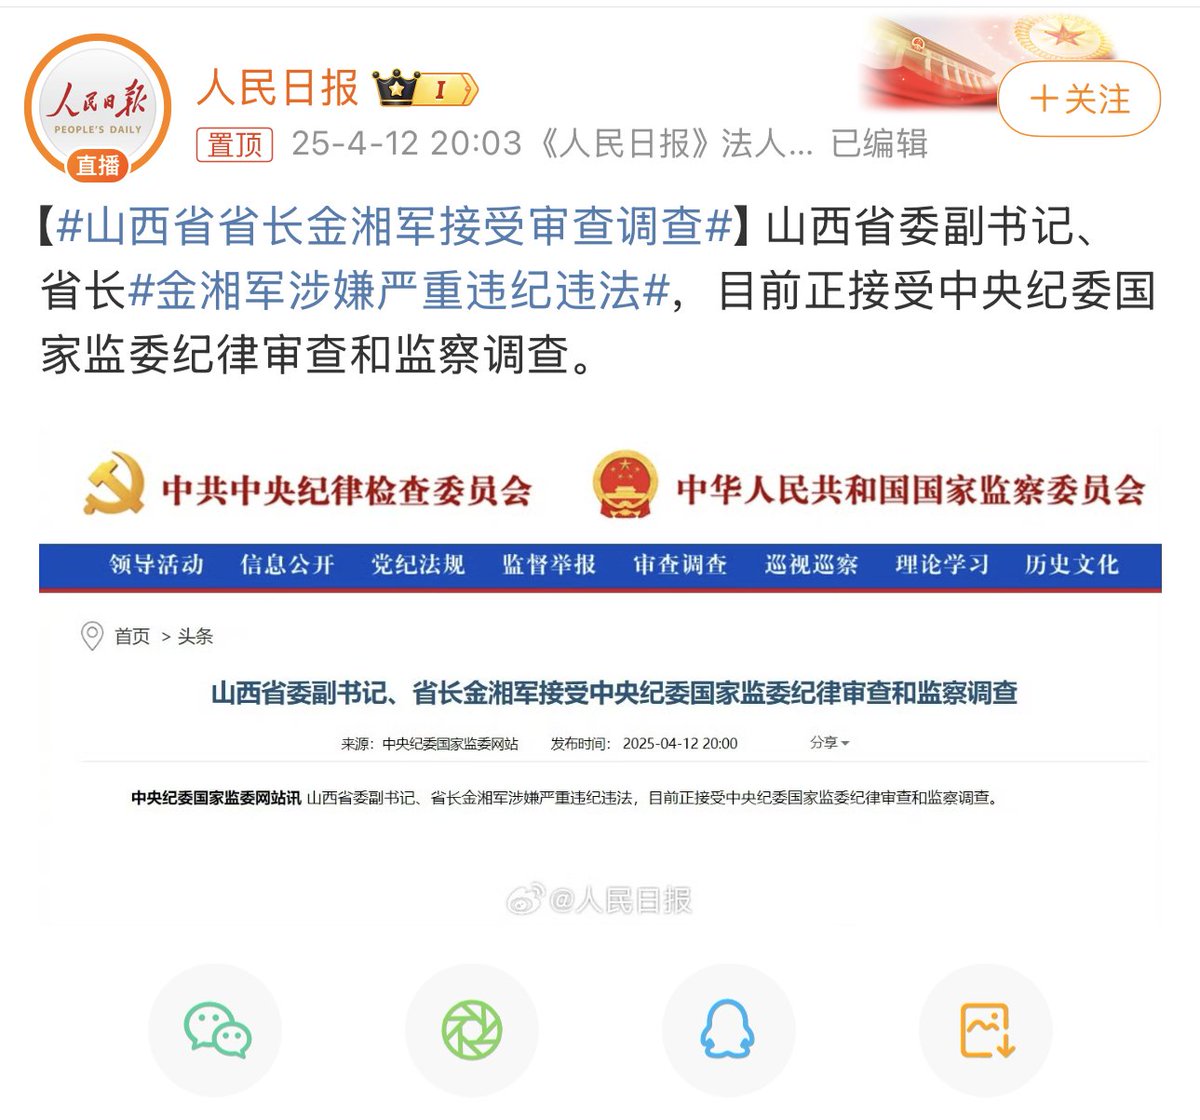 人民日报
PEOPLE'S DAILY
直播
人民日报 I
置顶 25-4-12 20:03 《人民日报》法人... 已编辑
+关注
【#山西省省长金湘军接受审查调查#】山西省委副书记、
省长#金湘军涉嫌严重违纪违法#，目前正接受中央纪委国
家监委纪律审查和监察调查。
中共中央纪律检查委员会 中华人民共和国国家监察委员会
领导活动 信息公开 党纪法规 监督举报 审查调查 巡视巡察 理论学习 历史文化
首页 > 头条
山西省委副书记、省长金湘军接受中央纪委国家监委纪律审查和监察调查
来源：中央纪委国家监委网站 发布时间：2025-04-12 20:00 分享
中央纪委国家监委网站讯 山西省委副书记、省长金湘军涉嫌严重违纪违法，目前正接受中央纪委国家监委纪律审查和监察调查。
@人民日报